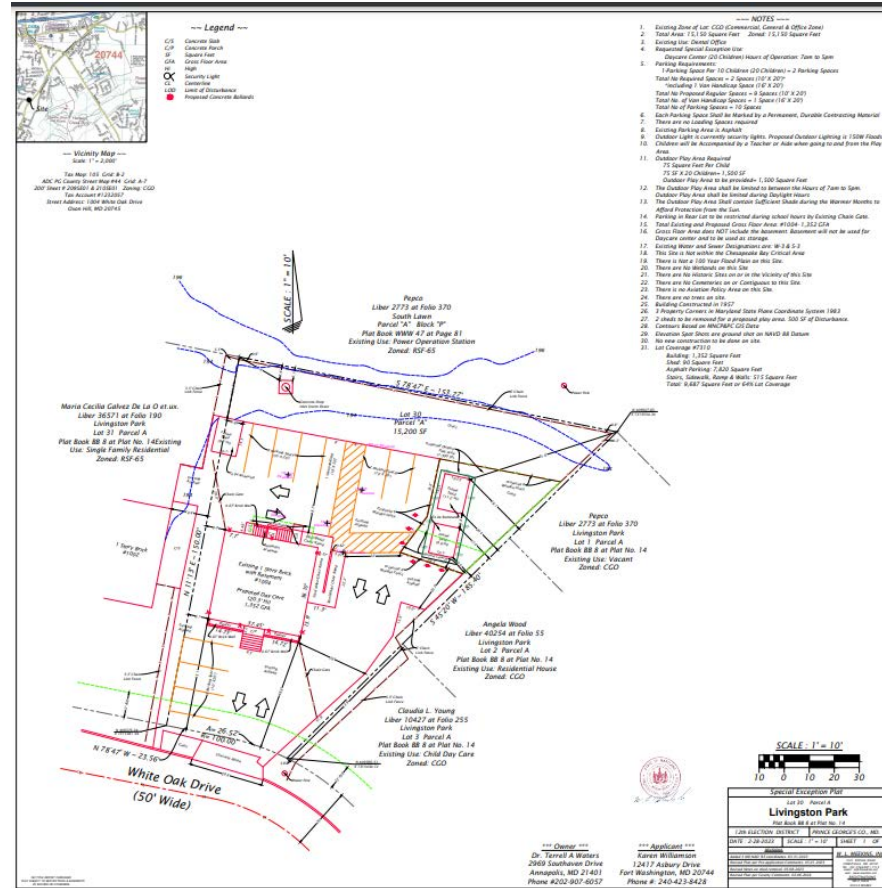 20744
Site
~~ Vicinity Map ~~
Scale: 1" = 2,000'
Tax Map: 105 Grid: B-2
ADC PG County Street Map #44 Grid: A-7
Street Address: 1004 White Oak Drive
Oxon Hill, MD 20745
~~ Legend ~~
C/S Concrete Slab
C/P Concrete Porch
SF Square Feet
GFA Gross Floor Area
HI High
Security Light
CL Centerline
LOD Limit of Disturbance
Proposed Concrete Bollards
~~~ NOTES ~~~
1. Existing Zone of Lot: CGO (Commercial, General & Office Zone)
2. Total Area: 15,150 Square Feet Zoned: 15,150 Square Feet
3. Existing Use: Dental Office
4. Requested Special Exception Use:
Daycare Center (20 Children) Hours of Operation: 7am to 5pm
5. Parking Requirements:
1 Parking Space Per 10 Children (20 Children) = 2 Parking Spaces
Total No Required Spaces = 2 Spaces (10' X 20')*
*Including 1 Van Handicap Space (16' X 20')
Total No Proposed Regular Spaces = 9 Spaces (10' X 20')
Total No. of Van Handicap Spaces = 1 Space (16' X 20')
Total No of Parking Spaces = 10 Spaces
6. Each Parking Space Shall be Marked by a Permanent, Durable Contrasting Material
7. There are no Loading Spaces required
8. Existing Parking Area is Asphalt
9. Outdoor Light is currently security lights. Proposed Outdoor Lighting is 150W Floods
10. Children will be Accompanied by a Teacher or Aide when going to and from the Play
Area.
11. Outdoor Play Area Required
75 Square Feet Per Child
75 SF X 20 Children= 1,500 SF
Outdoor Play Area to be provided= 1,500 Square Feet
12. The Outdoor Play Area shall be limited to between the Hours of 7am to 5pm.
Outdoor Play Area shall be limited during Daylight Hours
13. The Outdoor Play Area Shall contain Sufficient Shade during the Warmer Months to
Afford Protection from the Sun.
14. Parking in Rear Lot to be restricted during school hours by Existing Chain Gate.
15. Total Existing and Proposed Gross Floor Area: #1004- 1,352 GFA
16. Gross Floor Area does NOT include the basement. Basement will not be used for
Daycare center and to be used as storage.
17. Existing Water and Sewer Designations are: W-3 & S-3
18. This Site is Not within the Chesapeake Bay Critical Area
19. There is Not a 100 Year Flood Plain on this Site.
20. There are No Wetlands on this Site
21. There are No Historic Sites on or in the Vicinity of this Site
22. There are No Cemeteries on or Contiguous to this Site
23. There is no Aviation Policy Area on this Site.
24. There are no trees on site.
25. Building Constructed in 1957
26. 3 Property Corners in Maryland State Plane Coordinate System 1983
27. 2 sheds to be removed for a proposed play area. 500 SF of Disturbance.
28. Contours Based on MNCP&PC GIS Data
29. Elevation Spot Shots are ground shot on NAVD 88 Datum
30. No new construction to be done on site.
31. Lot Coverage #7310
Building: 1,352 Square Feet
Shed: 90 Square Feet
Asphalt Parking: 7,820 Square Feet
Stairs, Sidewalk, Ramp & Walls: 515 Square Feet
Total: 9,687 Square Feet or 64% Lot Coverage
SCALE : 1" = 10'
Pepco
Liber 2773 at Folio 370
South Lawn
Parcel "A" Block "P"
Plat Book WWW 47 at Page 81
Existing Use: Power Operation Station
Zoned: RSF-65
S 78°47' E ~ 153.77'
Maria Cecilia Galvez De La O et.ux.
Liber 36571 at Folio 190
Livingston Park
Lot 31 Parcel A
Plat Book BB 8 at Plat No. 14Existing
Use: Single Family Residential
Zoned: RSF-65
Lot 30
Parcel "A"
15,200 SF
1 Story Brick
#1002
N 11°13' E ~ 150.00'
Existing 1 Story Brick
with Basement
#1004
Proposed Day Care
1,352 GFA
S 45°20' W ~ 185.90'
Pepco
Liber 2773 at Folio 370
Livingston Park
Lot 1 Parcel A
Plat Book BB 8 at Plat No. 14
Existing Use: Vacant
Zoned: CGO
Angela Wood
Liber 40254 at Folio 55
Livingston Park
Lot 2 Parcel A
Plat Book BB 8 at Plat No. 14
Existing Use: Residential House
Zoned: CGO
Claudia L. Young
Liber 10427 at Folio 255
Livingston Park
Lot 3 Parcel A
Plat Book BB 8 at Plat No. 14
Existing Use: Child Day Care
Zoned: CGO
A= 26.52'
R= 100.00'
N 78°47' W ~ 23.56'
White Oak Drive
(50' Wide)
SCALE : 1" = 10'
10 0 10 20 30
Special Exception Plat
Lot 30 Parcel A
Livingston Park
Plat Book BB 8 at Plat No. 14
12th ELECTION DISTRICT PRINCE GEORGES CO., MD.
DATE : 2-28-2023 SCALE : 1" = 10' SHEET 1 OF
*** Owner ***
Dr. Terrell A Waters
2969 Southaven Drive
Annapolis, MD 21401
Phone #202-907-6057
*** Applicant ***
Karen Williamson
12417 Asbury Drive
Fort Washington, MD 20744
Phone #: 240-423-8428